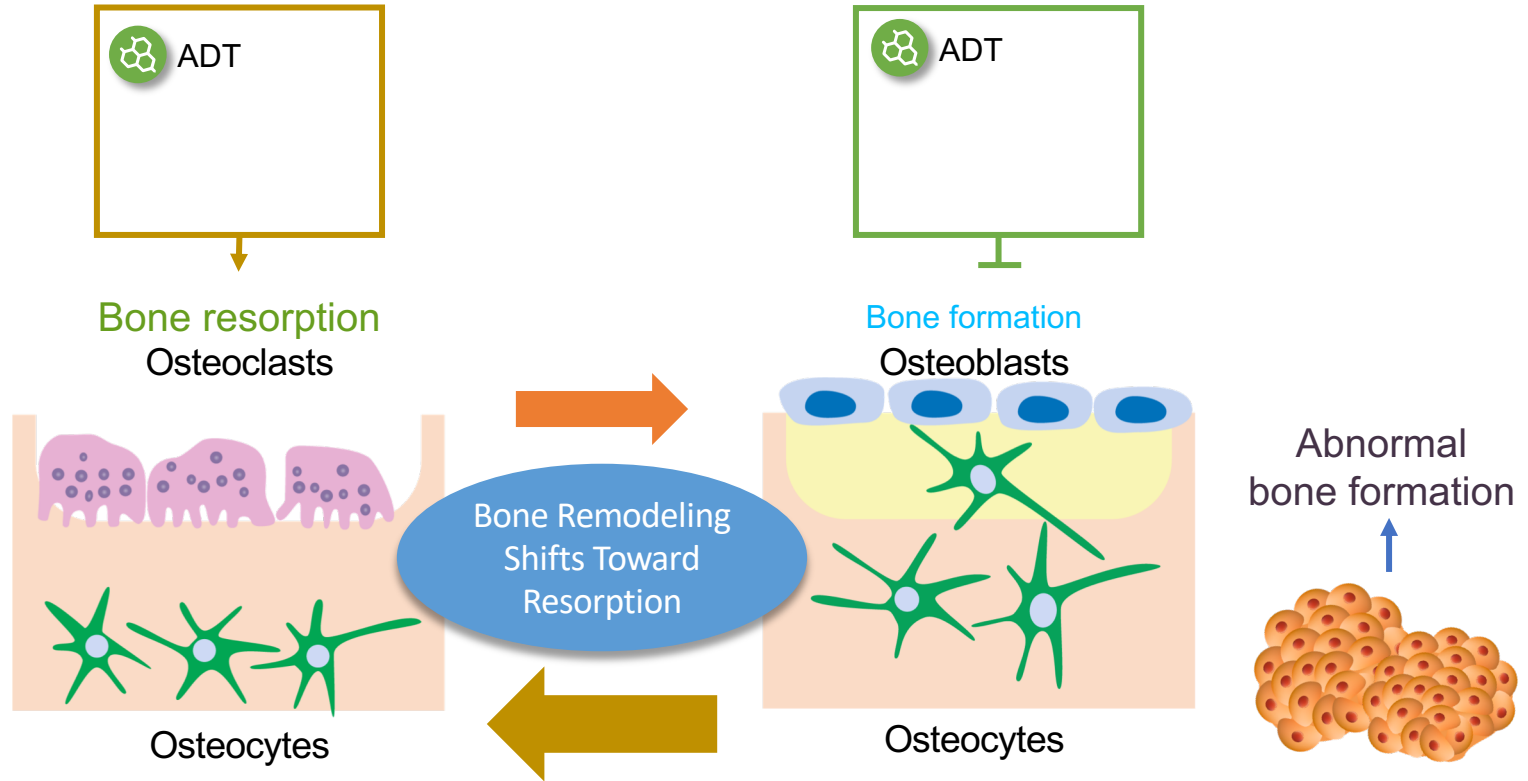 ADT
ADT
Bone resorption
Osteoclasts
Bone formation
Osteoblasts
Bone Remodeling
Shifts Toward
Resorption
Abnormal
bone formation
Osteocytes
Osteocytes